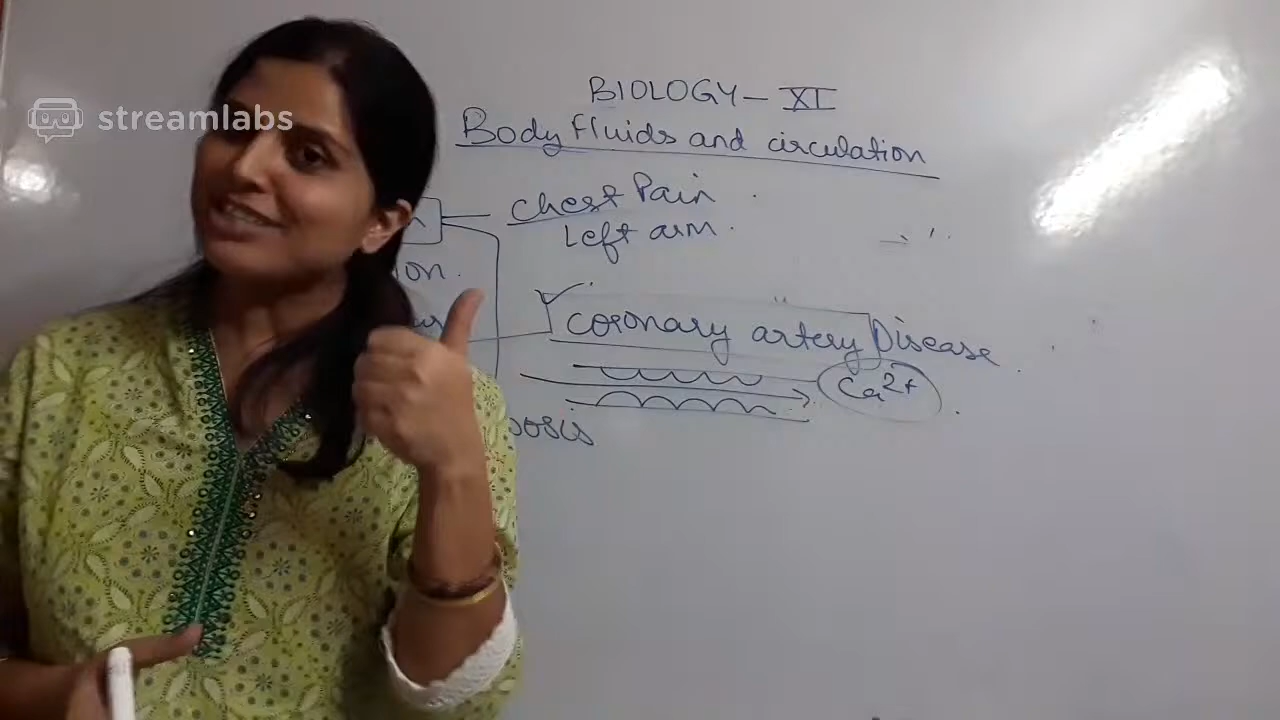 streamlabs
BIOLOGY - XI
Body fluids and circulation
Chest Pain
Left arm.
on.
Coronary artery Disease
Ca2+
osis